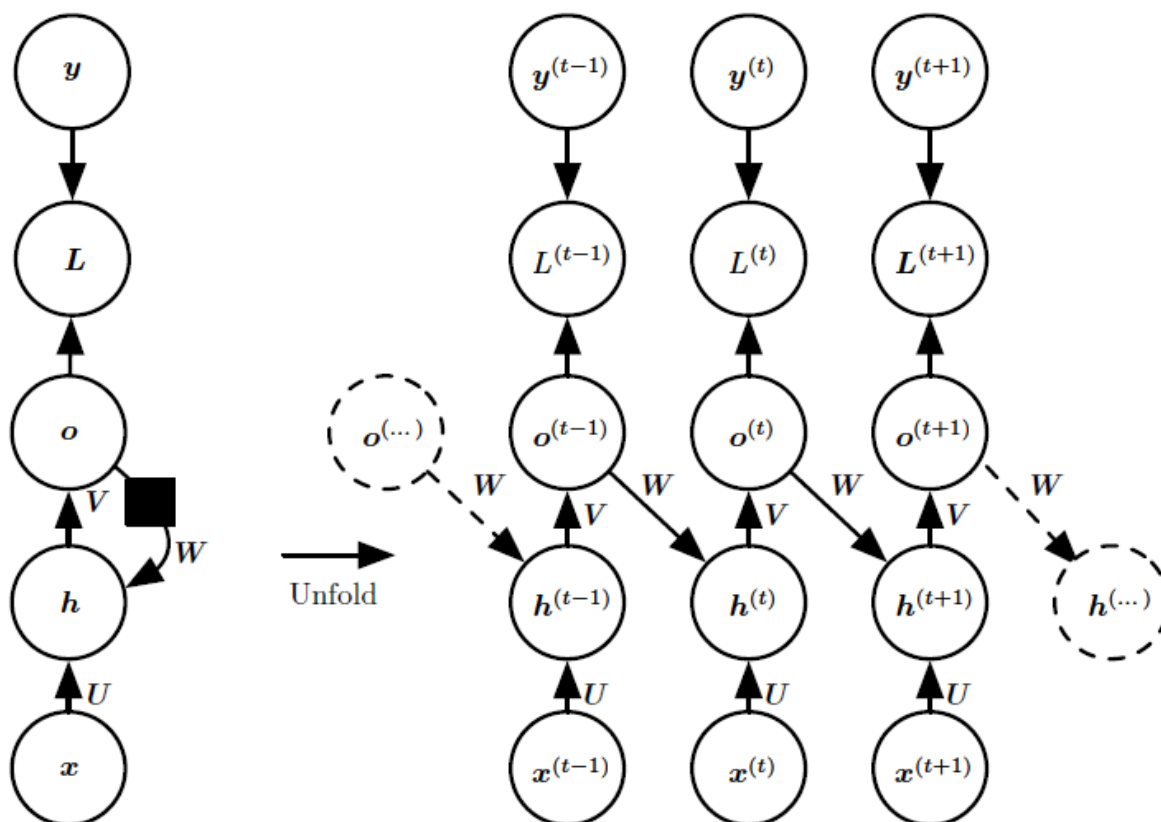 y y^(t−1) y^(t) y^(t+1)
L L^(t−1) L^(t) L^(t+1)
o o^(...) o^(t−1) o^(t) o^(t+1)
V W V W V W V W
W
Unfold
h h^(t−1) h^(t) h^(t+1) h^(...)
U U U U
x x^(t−1) x^(t) x^(t+1)